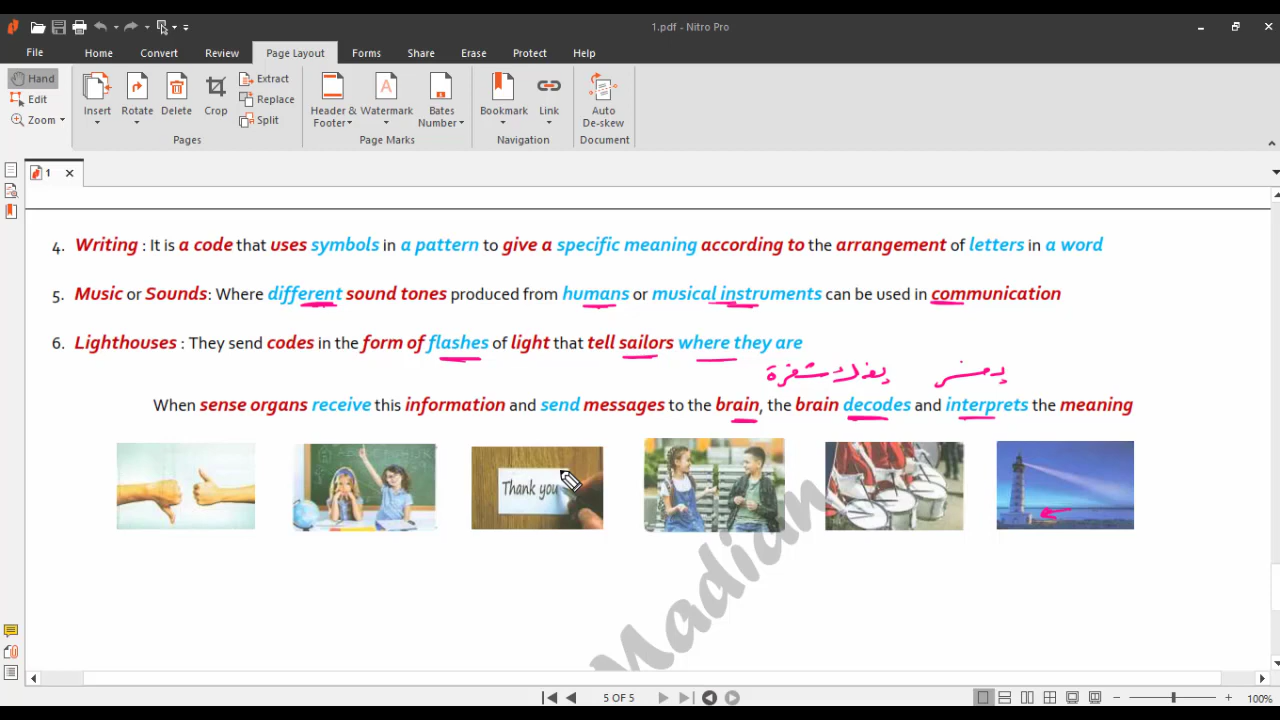 1.pdf - Nitro Pro
File Home Convert Review Page Layout Forms Share Erase Protect Help
Hand
Edit
Zoom
Insert Rotate Delete Crop Extract Replace Split
Pages
Header & Footer Watermark Bates Number
Page Marks
Bookmark Link
Navigation
Auto De-skew
Document
1
4. Writing : It is a code that uses symbols in a pattern to give a specific meaning according to the arrangement of letters in a word
5. Music or Sounds: Where different sound tones produced from humans or musical instruments can be used in communication
6. Lighthouses : They send codes in the form of flashes of light that tell sailors where they are
يفك شفرة
When sense organs receive this information and send messages to the brain, the brain decodes and interprets the meaning
Thank you
Madian
5 OF 5
100%